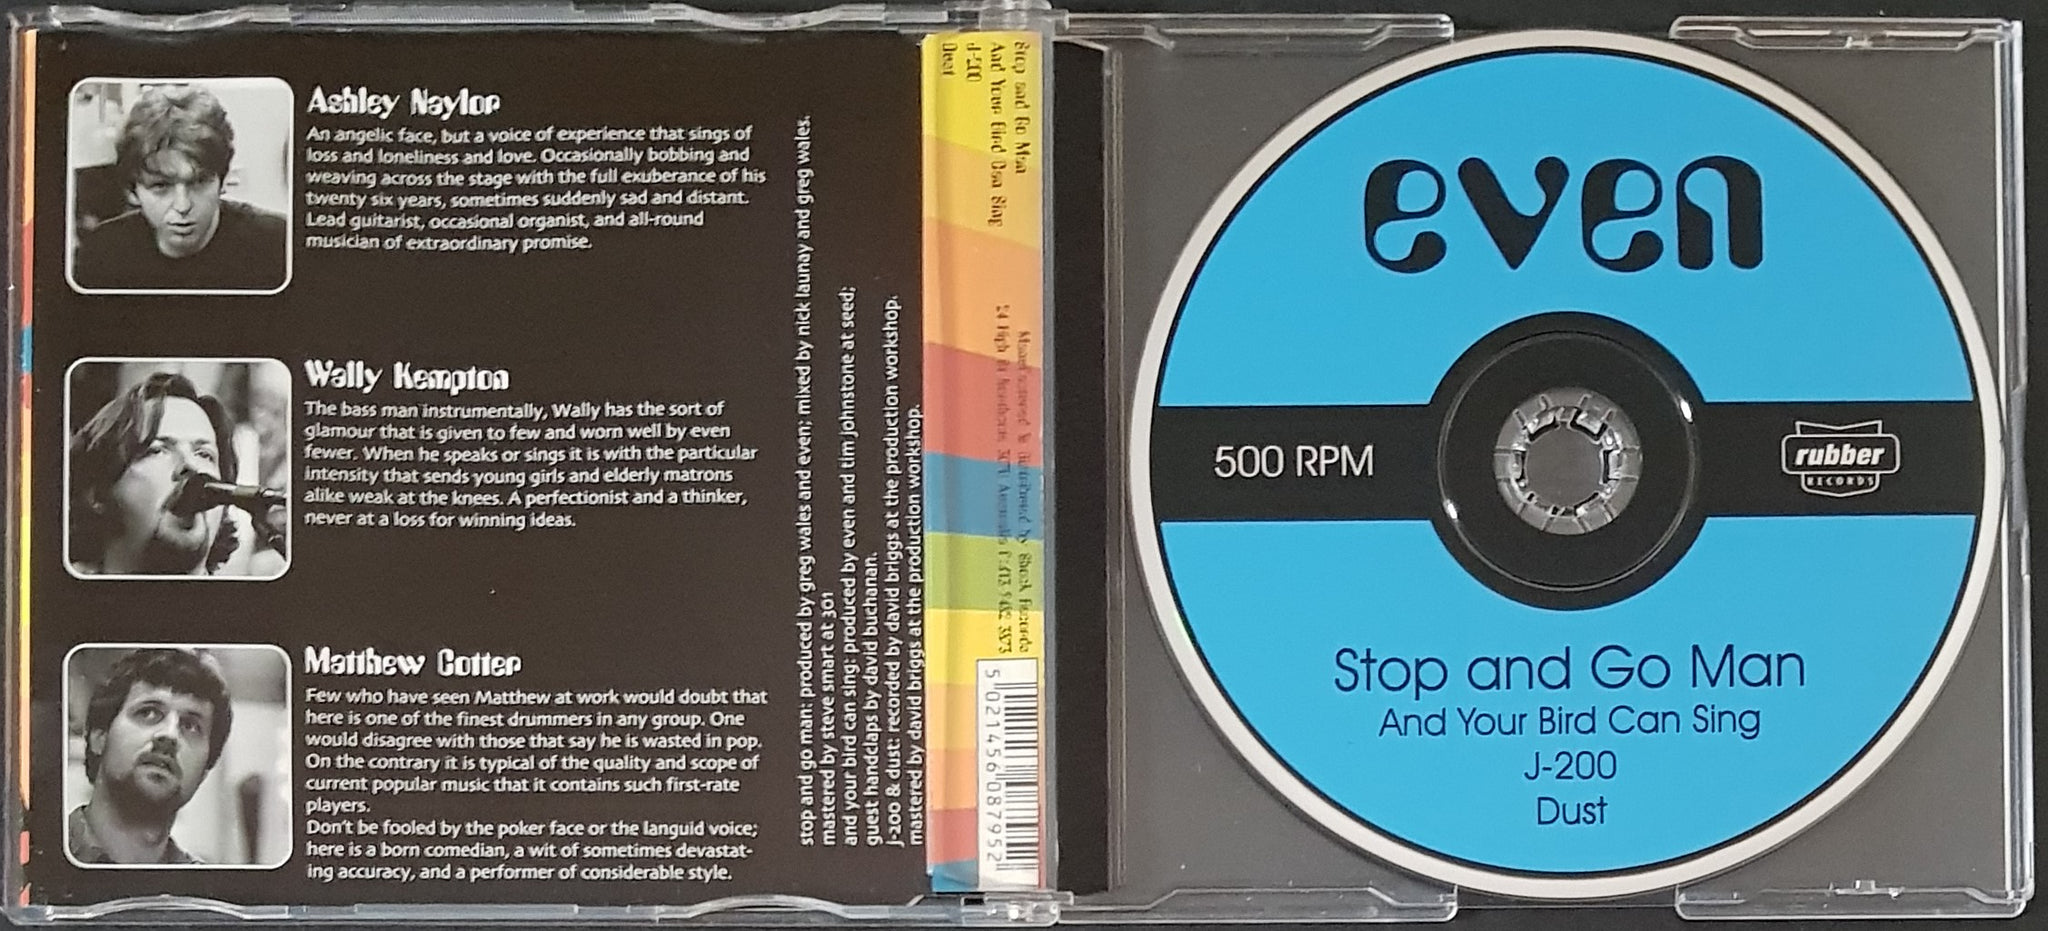 Ashley Naylor
An angelic face, but a voice of experience that sings of
loss and loneliness and love. Occasionally bobbing and
weaving across the stage with the full exuberance of his
twenty six years, sometimes suddenly sad and distant.
Lead guitarist, occasional organist, and all-round
musician of extraordinary promise.
Wally Kempton
The bass man instrumentally, Wally has the sort of
glamour that is given to few and worn well by even
fewer. When he speaks or sings it is with the particular
intensity that sends young girls and elderly matrons
alike weak at the knees. A perfectionist and a thinker,
never at a loss for winning ideas.
Matthew Cotter
Few who have seen Matthew at work would doubt that
here is one of the finest drummers in any group. One
would disagree with those that say he is wasted in pop.
On the contrary it is typical of the quality and scope of
current popular music that it contains such first-rate
players.
Don't be fooled by the poker face or the languid voice;
here is a born comedian, a wit of sometimes devastat-
ing accuracy, and a performer of considerable style.
stop and go man: produced by greg wales and even; mixed by nick launay and greg wales.
mastered by steve smart at 301
and your bird can sing: produced by even and tim johnstone at seed;
guest handclaps by david buchanan.
j-200 & dust: recorded by david briggs at the production workshop.
mastered by david briggs at the production workshop.
Stop and Go Man
And Your Bird Can Sing
J-200
Dust
by Shock Records
24 High St Northcote 3071 Australia
5 021456 087952
even
500 RPM
rubber
RECORDS
Stop and Go Man
And Your Bird Can Sing
J-200
Dust